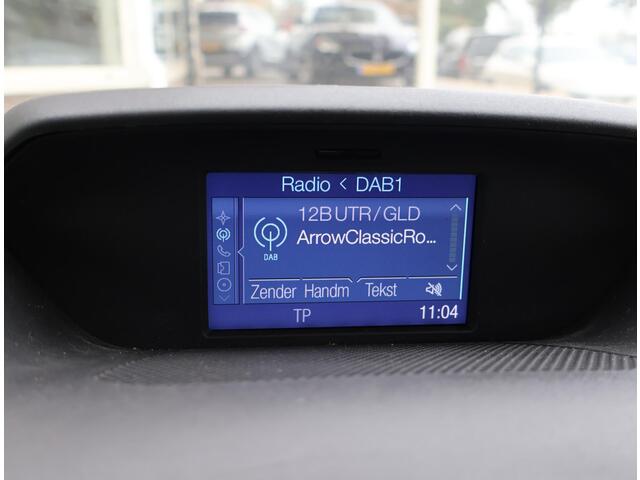 Radio < DAB1
12B UTR / GLD
ArrowClassicRo...
DAB
Zender Handm Tekst
TP 11:04